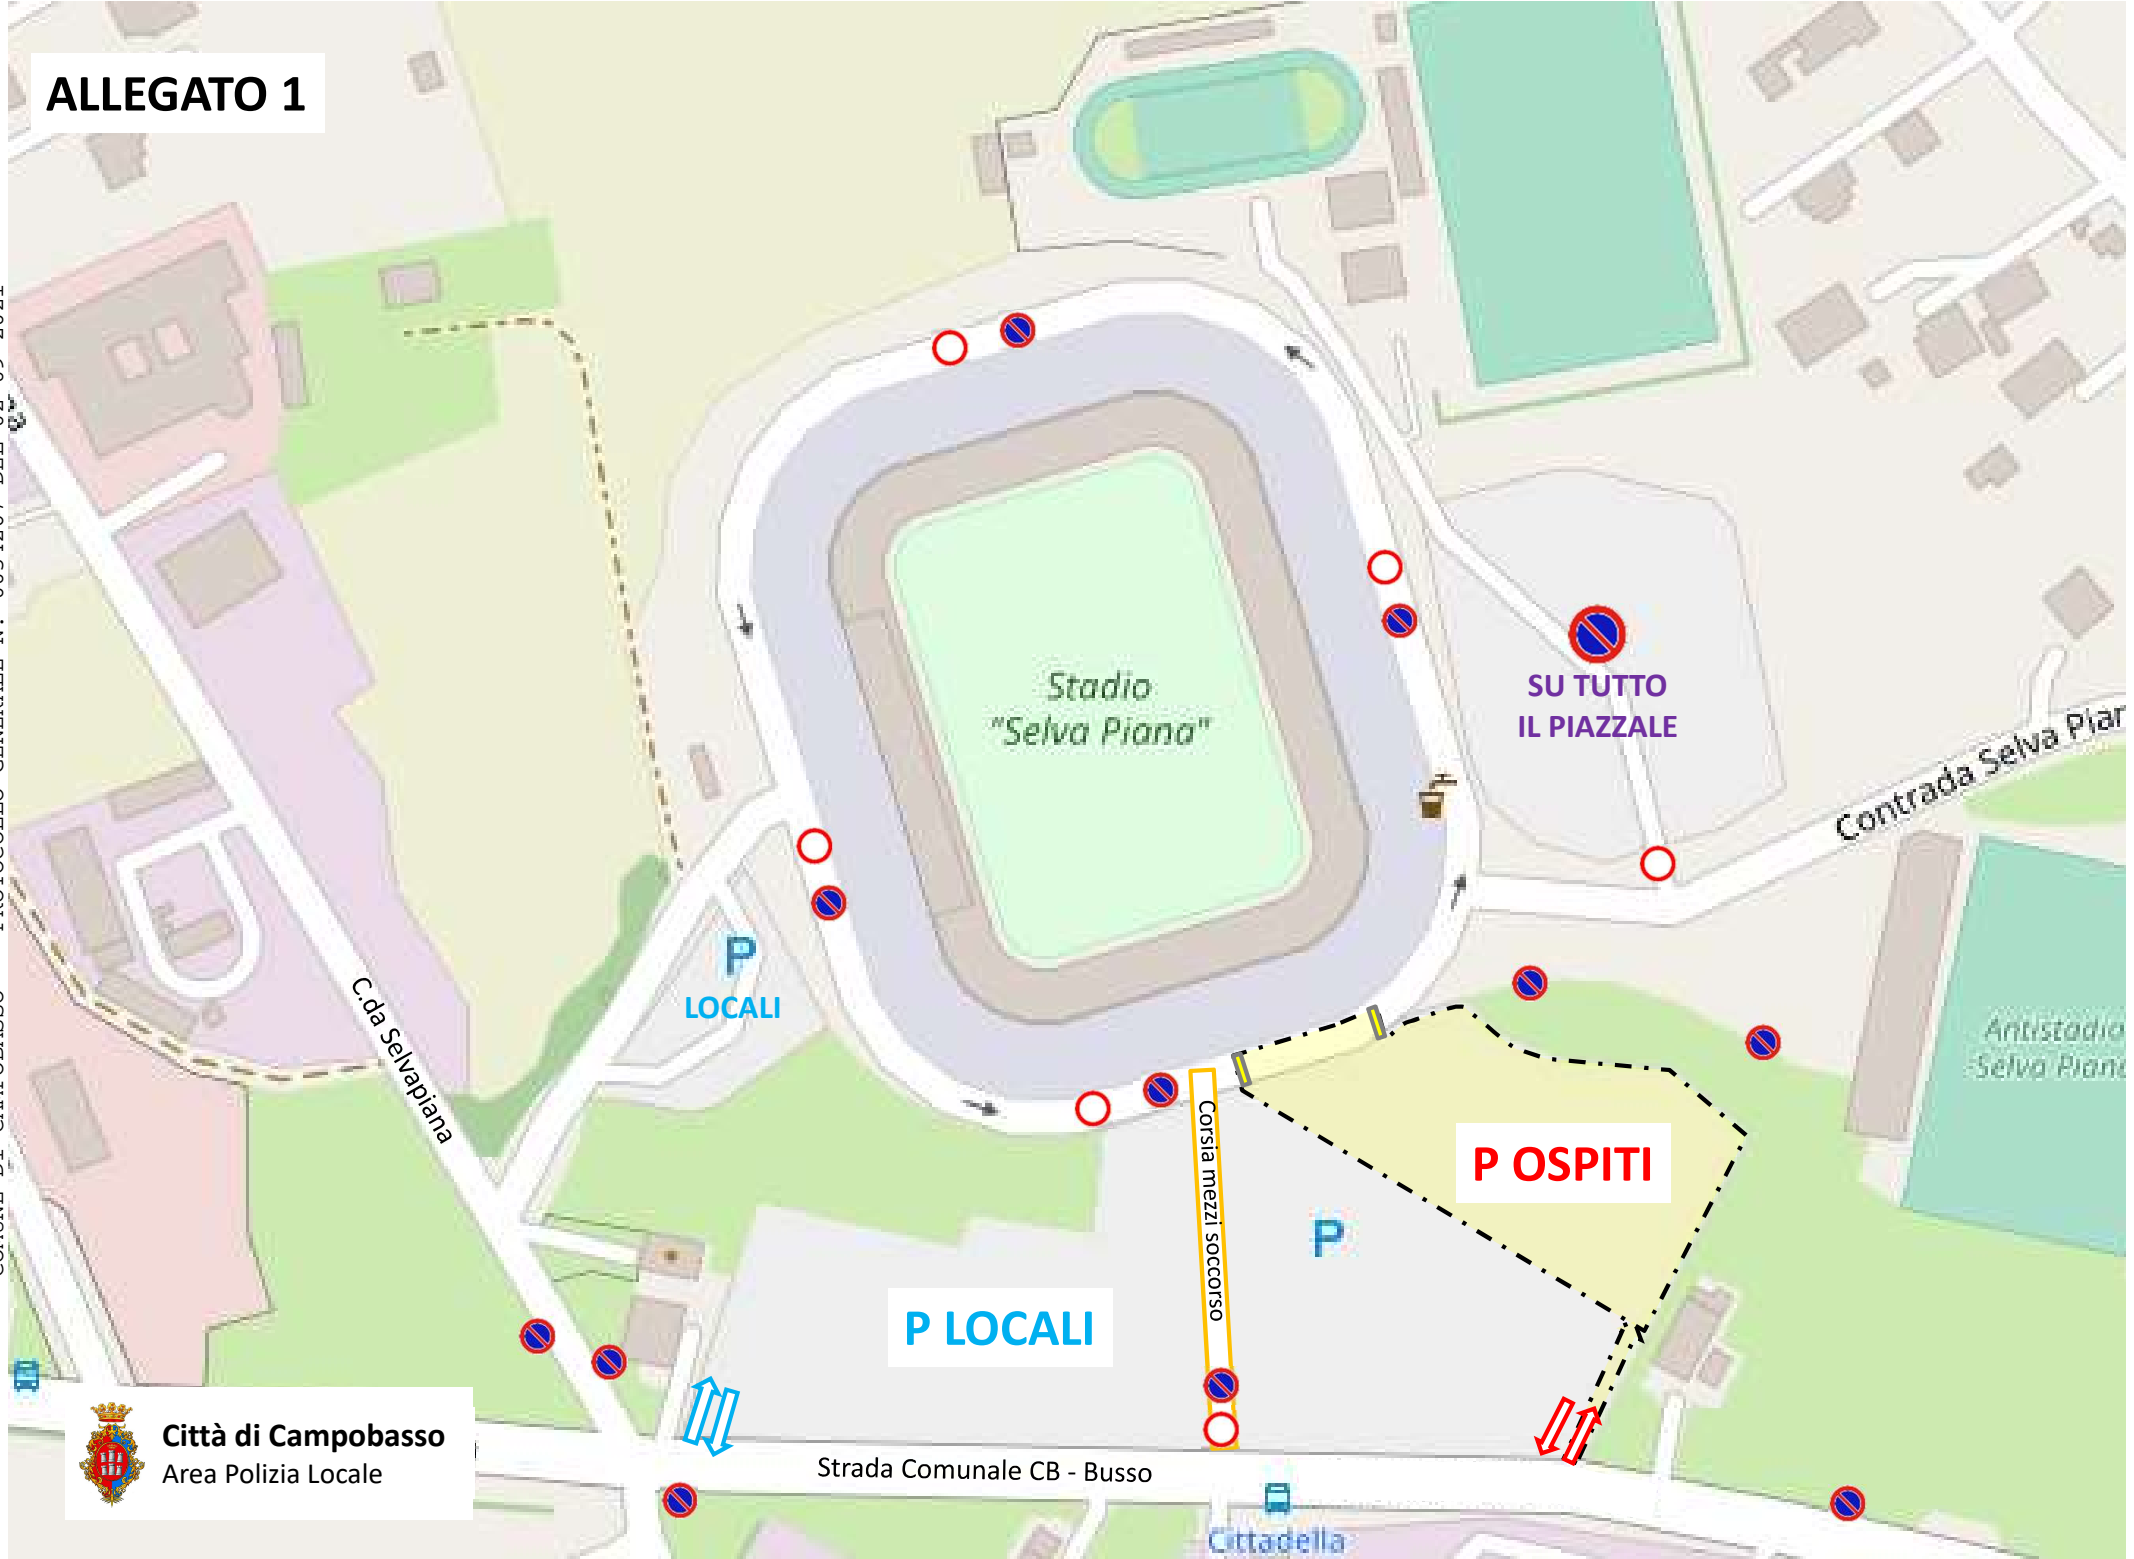 ALLEGATO 1
Stadio
"Selva Piana"
SU TUTTO
IL PIAZZALE
Contrada Selva Pian
P
LOCALI
C.da Selvapiana
Antistadio
Selva Piana
Corsia mezzi soccorso
P OSPITI
P
P LOCALI
Città di Campobasso
Area Polizia Locale
Strada Comunale CB - Busso
Cittadella